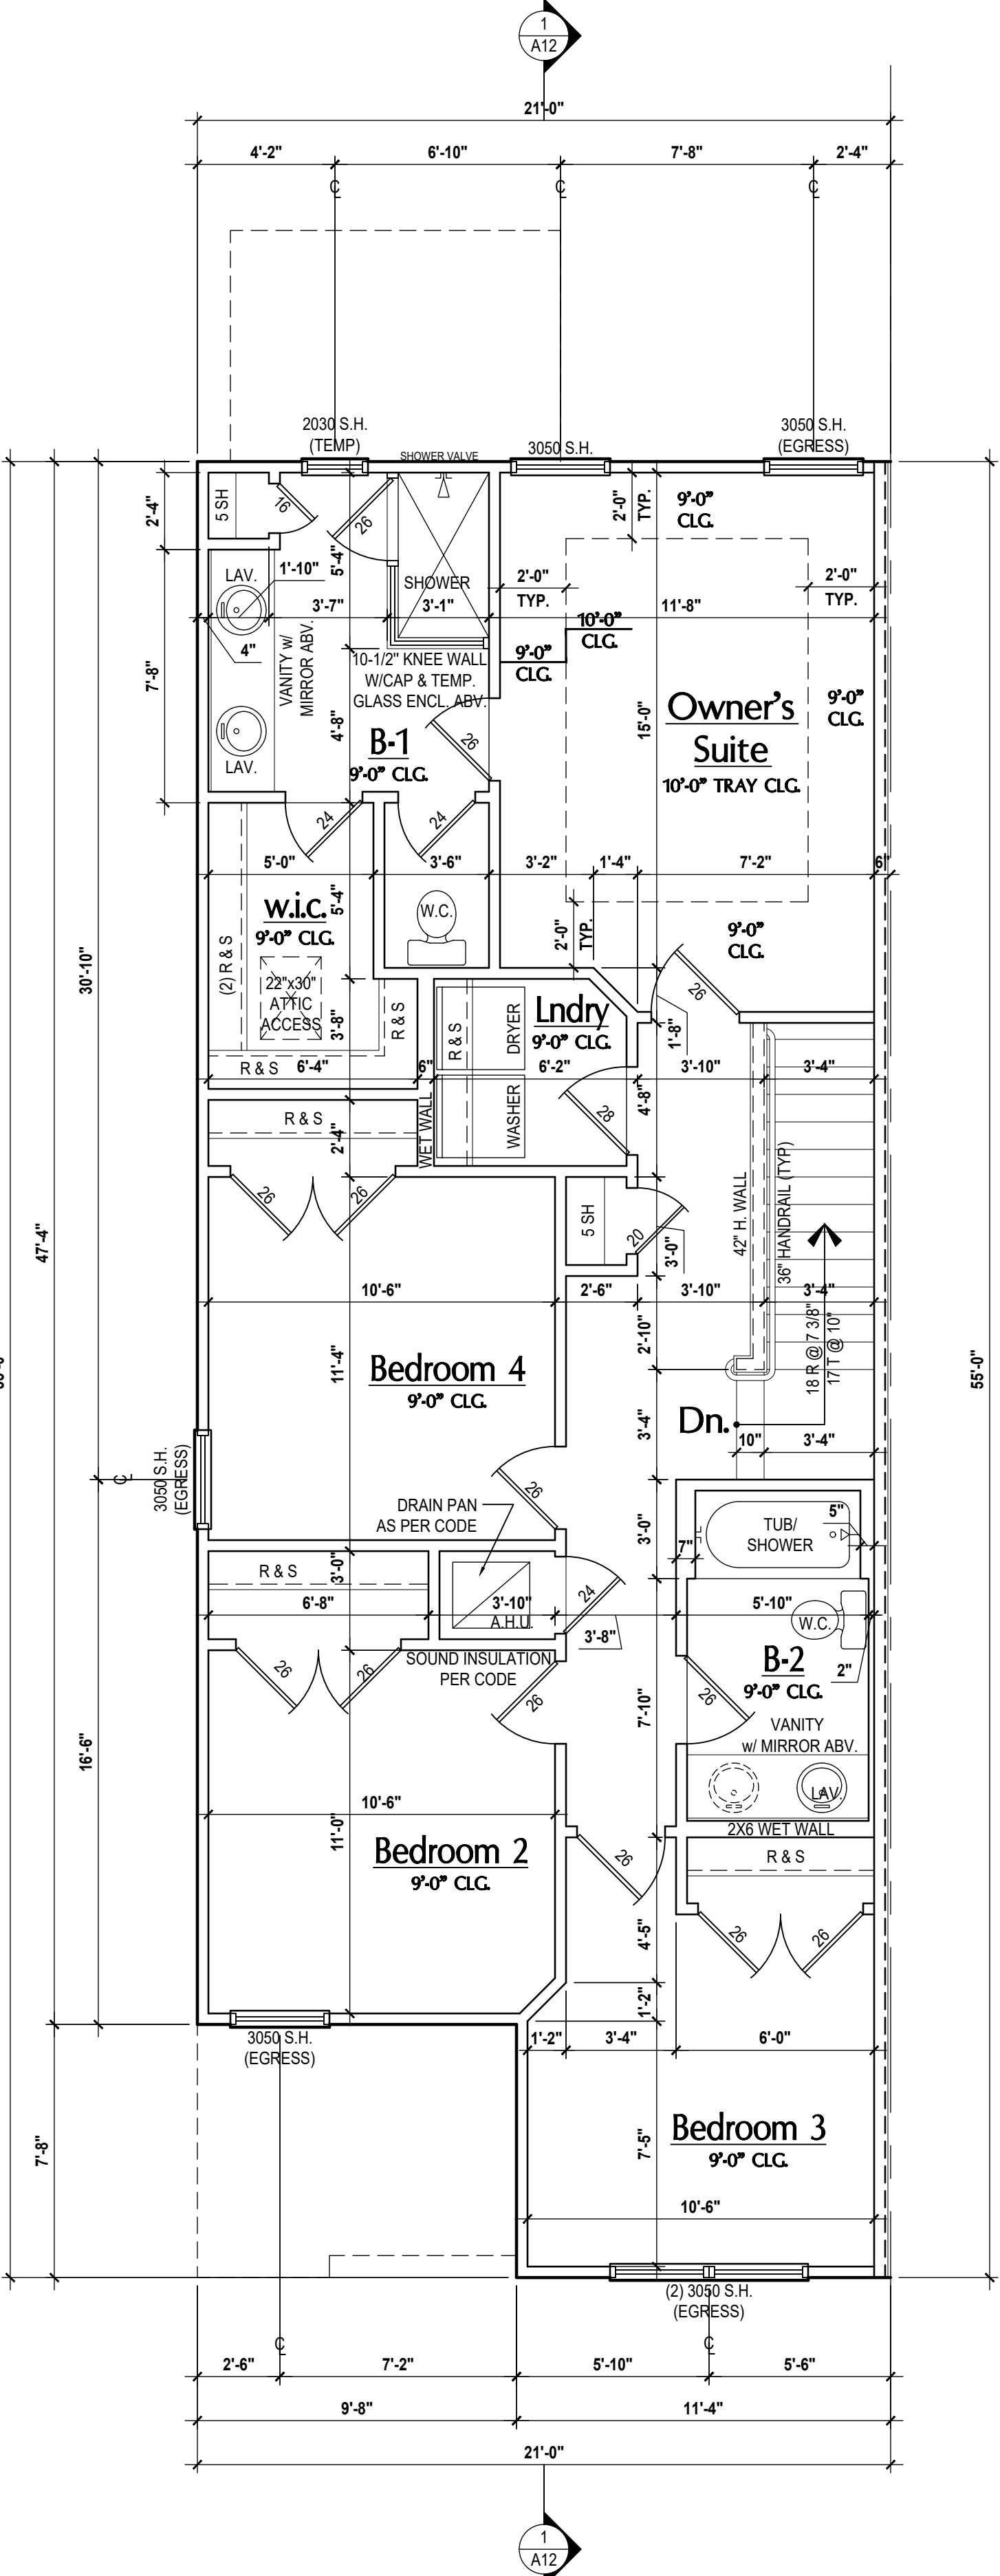 1
A12
21'-0"
4'-2"
6'-10"
7'-8"
2'-4"
2030 S.H.
(TEMP)
SHOWER VALVE
3050 S.H.
3050 S.H.
(EGRESS)
5 SH
16
26
2'-4"
5'-4"
2'-0"
TYP.
9'-0"
CLG.
LAV.
1'-10"
SHOWER
2'-0"
TYP.
2'-0"
TYP.
3'-7"
3'-1"
11'-8"
4"
VANITY w/
MIRROR ABV.
10-1/2" KNEE WALL
W/CAP & TEMP.
GLASS ENCL. ABV.
10'-0"
CLG.
9'-0"
CLG.
7'-8"
4'-8"
15'-0"
Owner's
Suite
10'-0" TRAY CLG.
9'-0"
CLG.
LAV.
B-1
9'-0" CLG.
26
24
24
5'-0"
3'-6"
3'-2"
1'-4"
7'-2"
6"
5'-4"
w.i.c.
9'-0" CLG.
W.C.
2'-0"
TYP.
9'-0"
CLG.
(2) R & S
22"x30"
ATTIC
ACCESS
3'-8"
R & S
R & S
30'-10"
Lndry
9'-0" CLG.
R & S
DRYER
26
1'-8"
6'-4"
6"
6'-2"
3'-10"
3'-4"
R & S
2'-4"
WET WALL
WASHER
28
4'-8"
26
26
5 SH
20
3'-0"
42" H. WALL
36" HANDRAIL (TYP)
47'-4"
10'-6"
2'-6"
3'-10"
3'-4"
11'-4"
Bedroom 4
9'-0" CLG.
2'-10"
18 R @ 7 3/8"
17 T @ 10"
55'-0"
3'-4"
Dn.
10"
3'-4"
3050 S.H.
(EGRESS)
26
DRAIN PAN
AS PER CODE
3'-0"
TUB/
SHOWER
5"
7"
R & S
3'-0"
24
6'-8"
3'-10"
A.H.U.
3'-8"
5'-10"
W.C.
2"
SOUND INSULATION
PER CODE
26
26
26
B-2
9'-0" CLG.
26
7'-10"
VANITY
w/ MIRROR ABV.
LAV.
16'-6"
10'-6"
11'-0"
Bedroom 2
9'-0" CLG.
2X6 WET WALL
R & S
26
26
26
4'-5"
1'-2"
3050 S.H.
(EGRESS)
1'-2"
3'-4"
6'-0"
7'-8"
7'-5"
Bedroom 3
9'-0" CLG.
10'-6"
(2) 3050 S.H.
(EGRESS)
2'-6"
7'-2"
5'-10"
5'-6"
9'-8"
11'-4"
21'-0"
1
A12